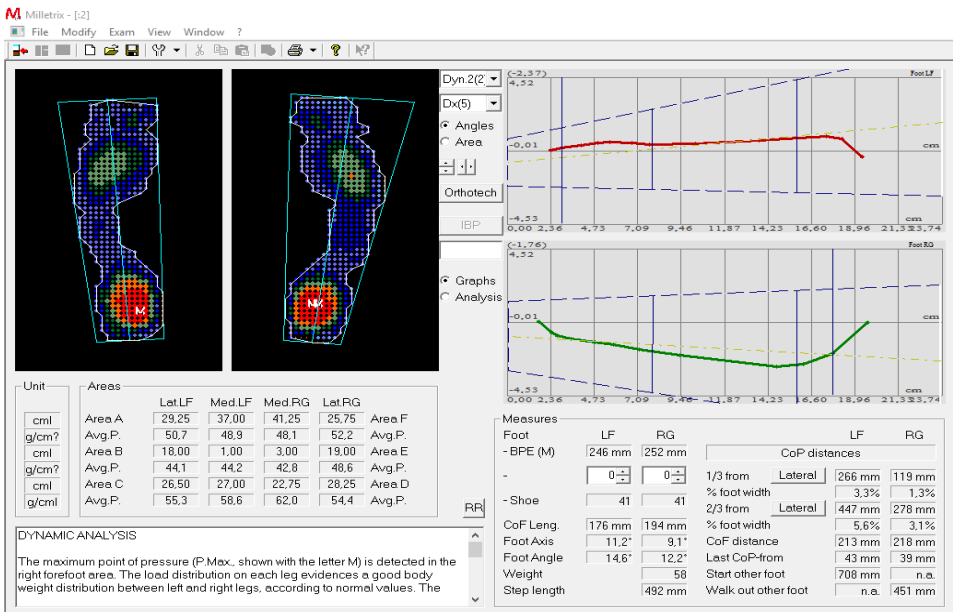 Milletrix - [:2]
File Modify Exam View Window ?
Dyn.2(2)
Dx(5)
Angles
Area
Orthotech
IBP
Graphs
Analysis
M
NM
(-2,37) Foot LF
4,52
-0,01 cm
-4,53 cm
0,00 2,36 4,73 7,09 9,46 11,87 14,23 16,60 18,96 21,33 23,74
(-1,76) Foot RG
4,52
-0,01 cm
-4,53 cm
0,00 2,36 4,73 7,09 9,46 11,87 14,23 16,60 18,96 21,33 23,74
Unit
cml
g/cm?
cml
g/cm?
cml
g/cml
Areas
Lat.LF Med.LF Med.RG Lat.RG
Area A 29,25 37,00 41,25 25,75 Area F
Avg.P. 50,7 48,9 48,1 52,2 Avg.P.
Area B 18,00 1,00 3,00 19,00 Area E
Avg.P. 44,1 44,2 42,8 48,6 Avg.P.
Area C 26,50 27,00 22,75 28,25 Area D
Avg.P. 55,3 58,6 62,0 54,4 Avg.P.
RR
DYNAMIC ANALYSIS
The maximum point of pressure (P.Max., shown with the letter M) is detected in the
right forefoot area. The load distribution on each leg evidences a good body
weight distribution between left and right legs, according to normal values. The
Measures
Foot LF RG
- BPE (M) 246 mm 252 mm
- 0 0
- Shoe 41 41
CoF Leng. 176 mm 194 mm
Foot Axis 11,2° 9,1°
Foot Angle 14,6° 12,2°
Weight 58
Step length 492 mm
LF RG
CoP distances
1/3 from Lateral 266 mm 119 mm
% foot width 3,3% 1,3%
2/3 from Lateral 447 mm 278 mm
% foot width 5,6% 3,1%
CoF distance 213 mm 218 mm
Last CoP-from 43 mm 39 mm
Start other foot 708 mm n.a.
Walk out other foot n.a. 451 mm